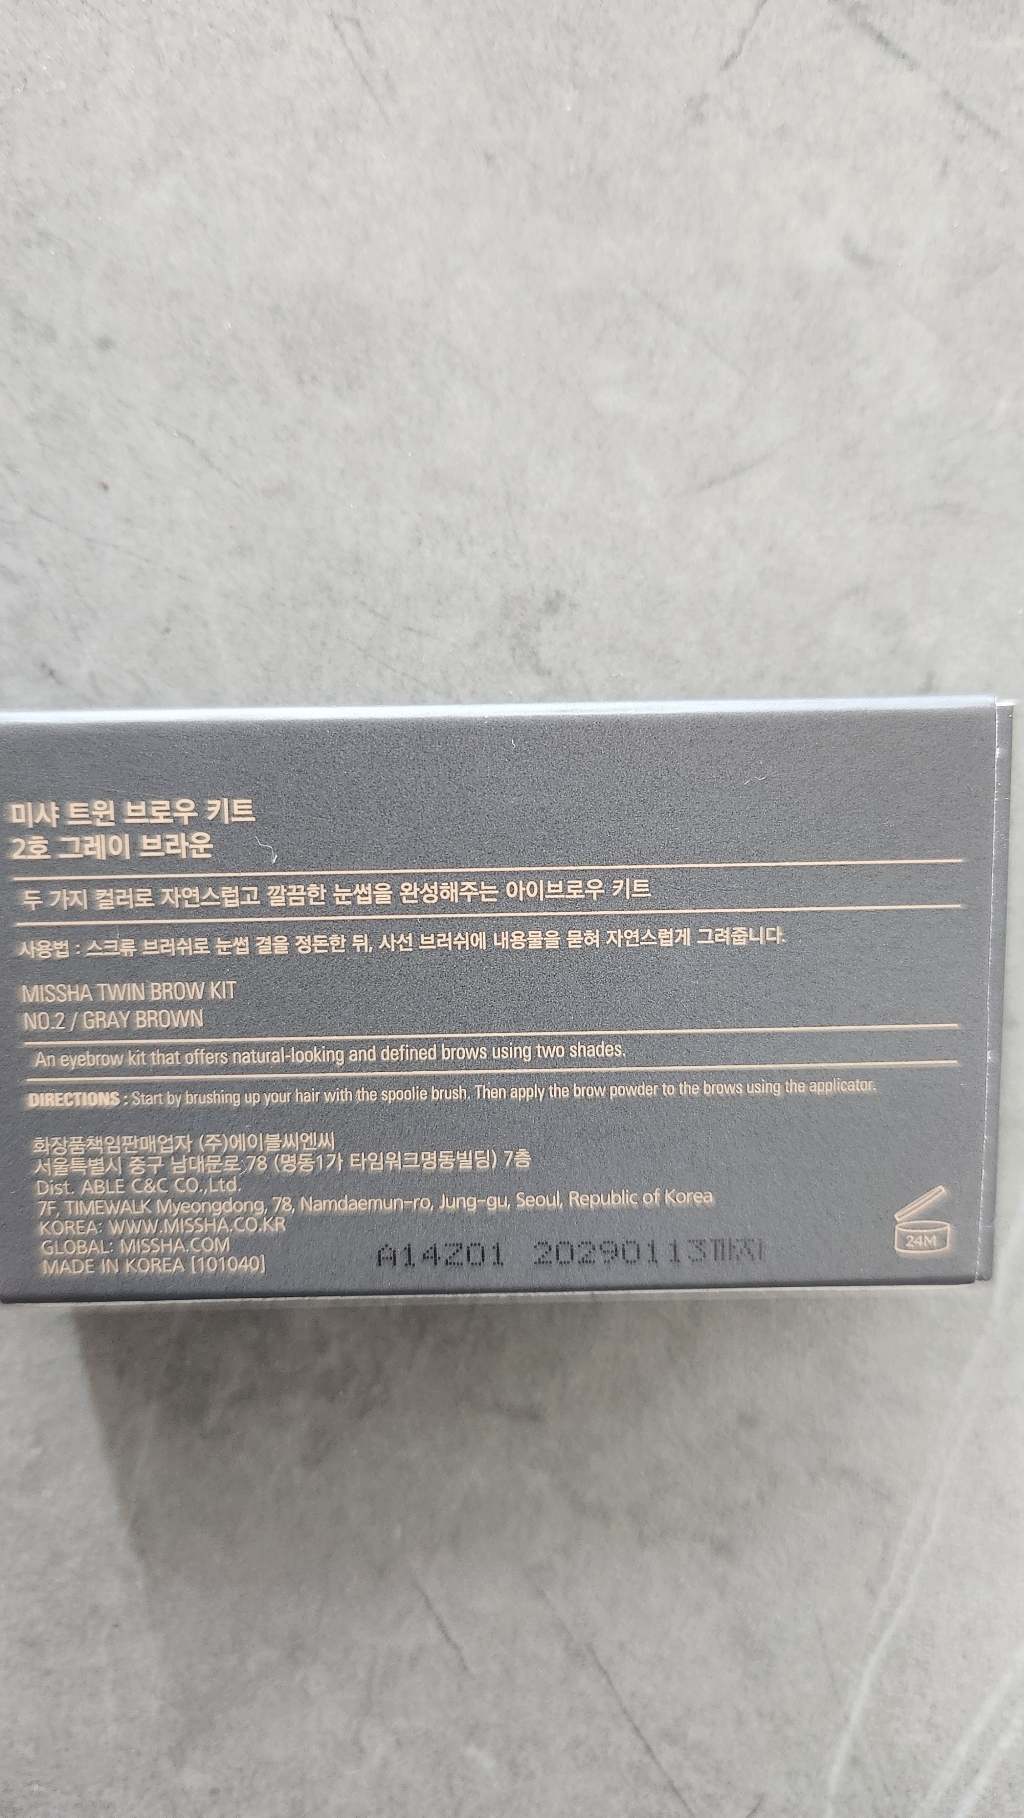 미샤 트윈 브로우 키트
2호 그레이 브라운
두 가지 컬러로 자연스럽고 깔끔한 눈썹을 완성해주는 아이브로우 키트
사용법 : 스크류 브러쉬로 눈썹 결을 정돈한 뒤, 사선 브러쉬에 내용물을 묻혀 자연스럽게 그려줍니다.
MISSHA TWIN BROW KIT
NO.2 / GRAY BROWN
An eyebrow kit that offers natural-looking and defined brows using two shades.
DIRECTIONS : Start by brushing up your hair with the spoolie brush. Then apply the brow powder to the brows using the applicator.
화장품책임판매업자 (주)에이블씨엔씨
서울특별시 중구 남대문로 78 (명동1가 타임워크명동빌딩) 7층
Dist. ABLE C&C CO.,Ltd.
7F, TIMEWALK Myeongdong, 78, Namdaemun-ro, Jung-gu, Seoul, Republic of Korea
KOREA: WWW.MISSHA.CO.KR
GLOBAL: MISSHA.COM
MADE IN KOREA [101040]
A14Z01 20290113까지
24M